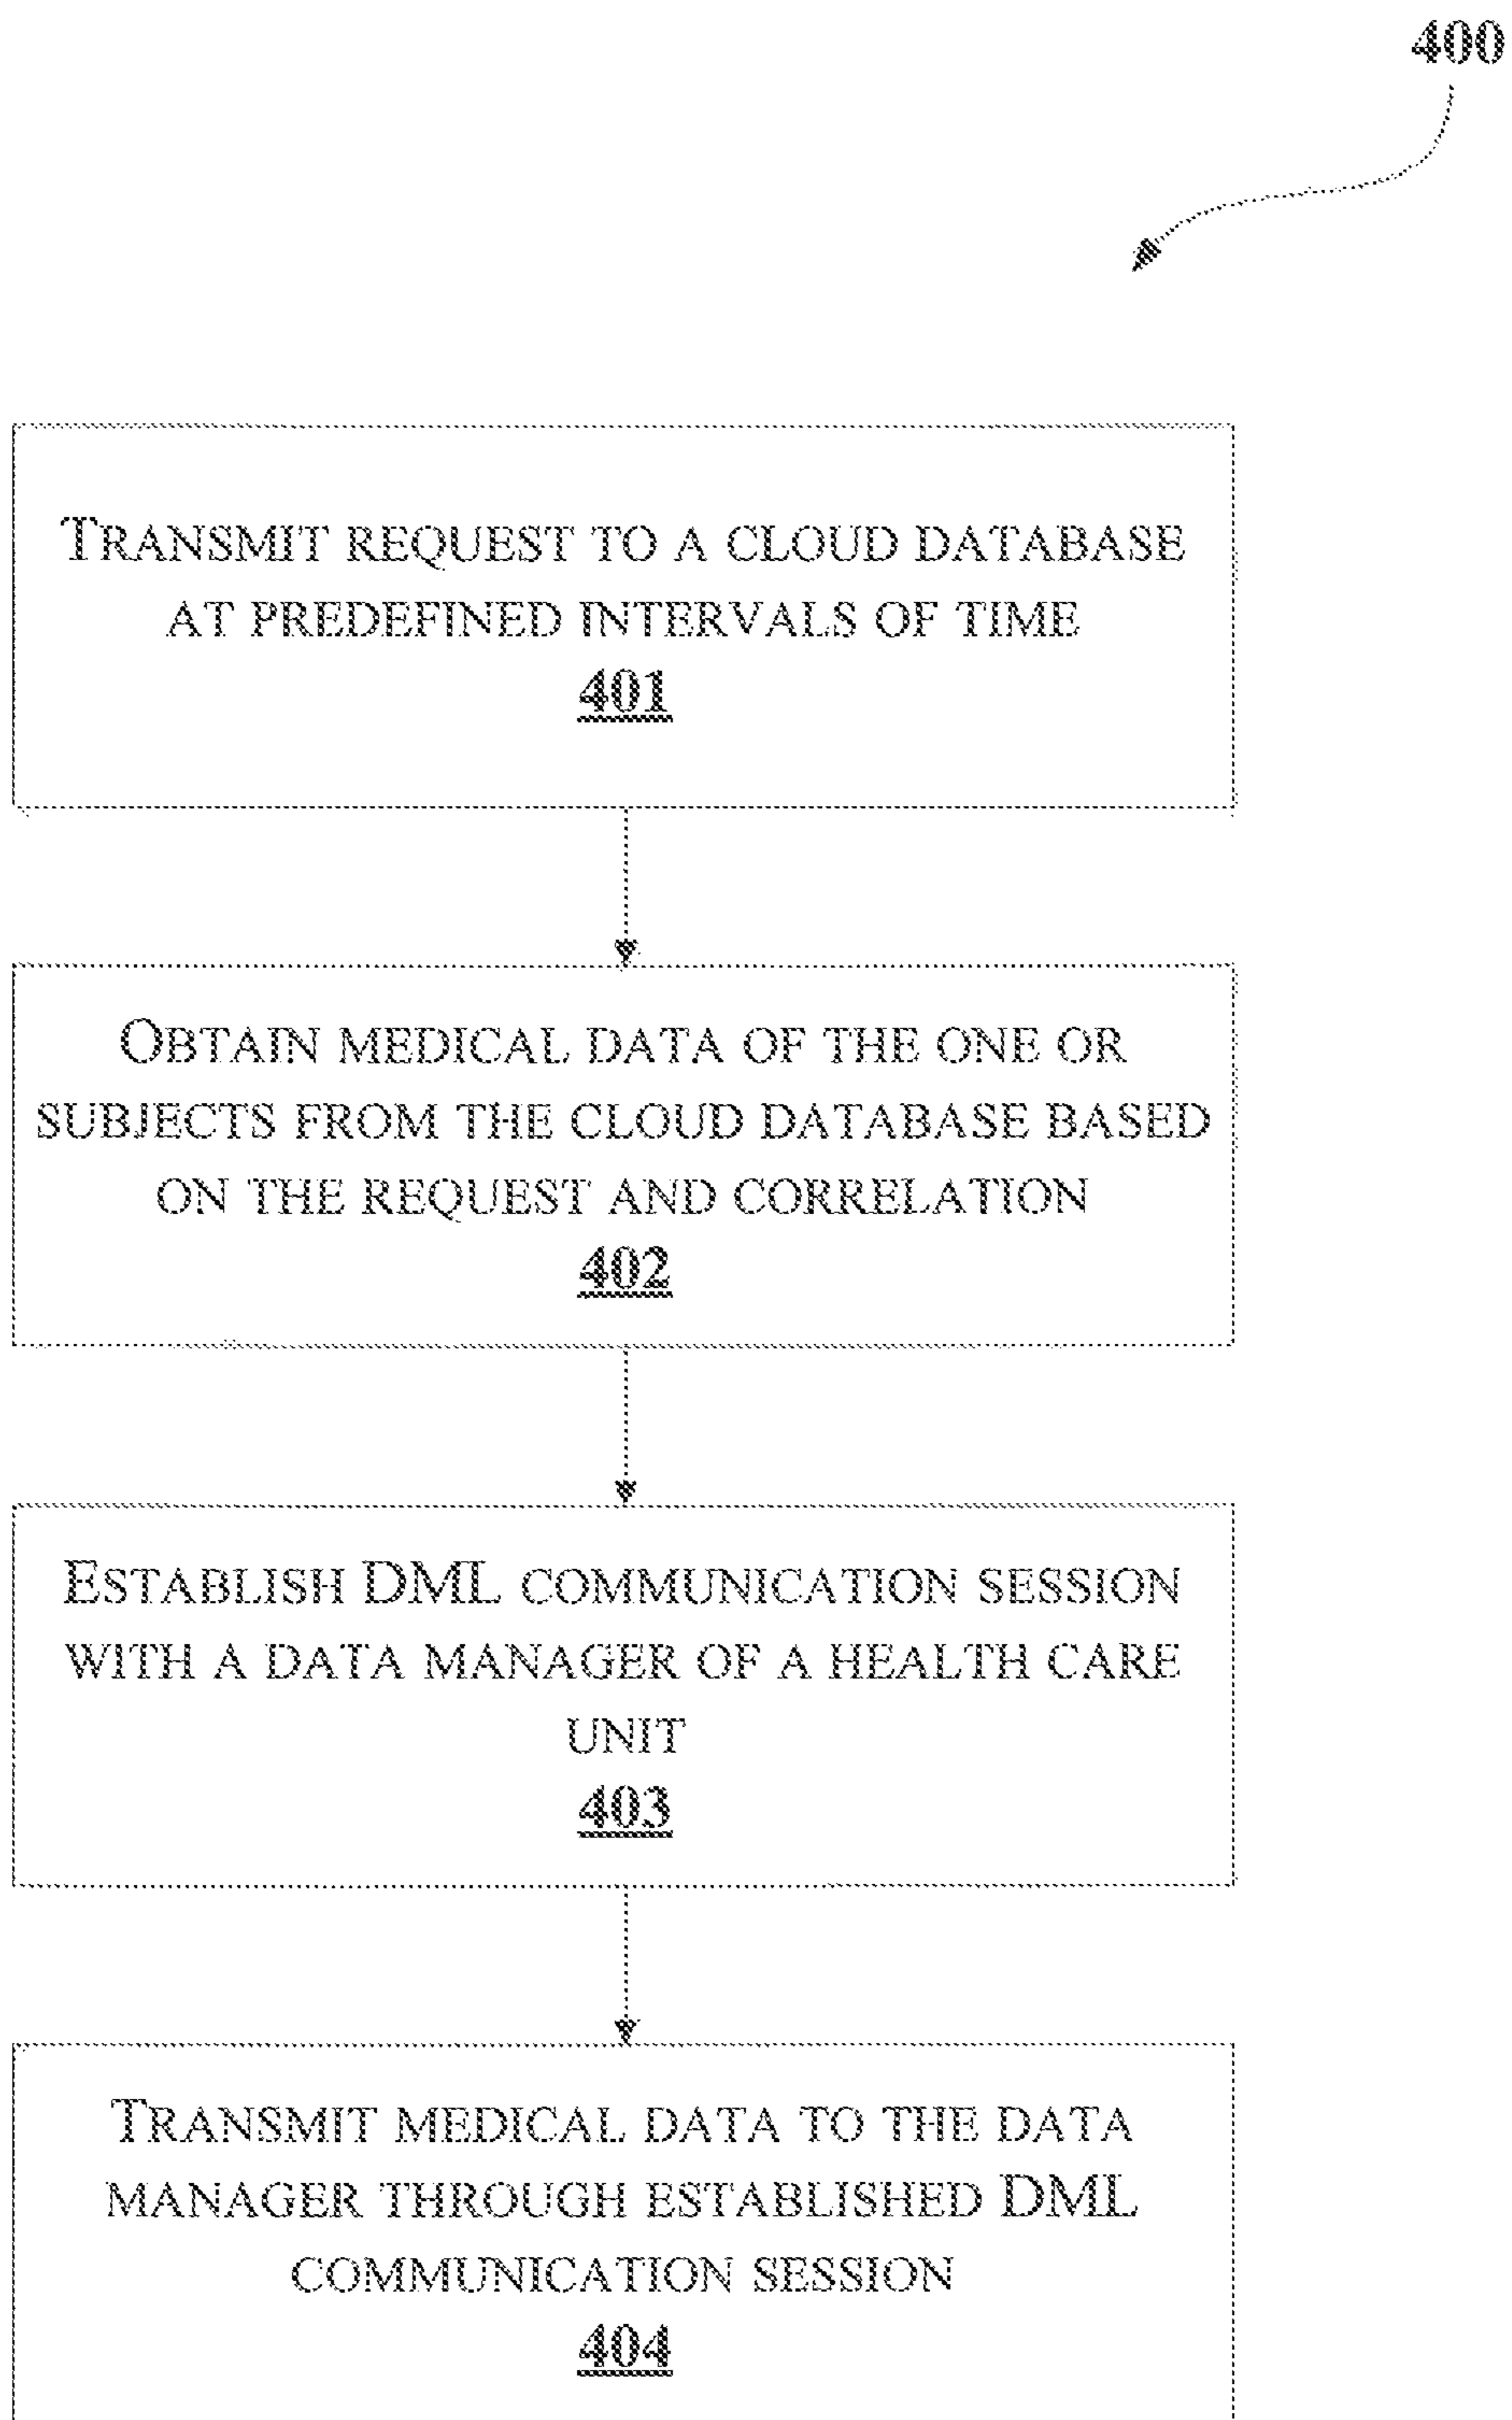 400
TRANSMIT REQUEST TO A CLOUD DATABASE
AT PREDEFINED INTERVALS OF TIME
401
OBTAIN MEDICAL DATA OF THE ONE OR
SUBJECTS FROM THE CLOUD DATABASE BASED
ON THE REQUEST AND CORRELATION
402
ESTABLISH DML COMMUNICATION SESSION
WITH A DATA MANAGER OF A HEALTH CARE
UNIT
403
TRANSMIT MEDICAL DATA TO THE DATA
MANAGER THROUGH ESTABLISHED DML
COMMUNICATION SESSION
404